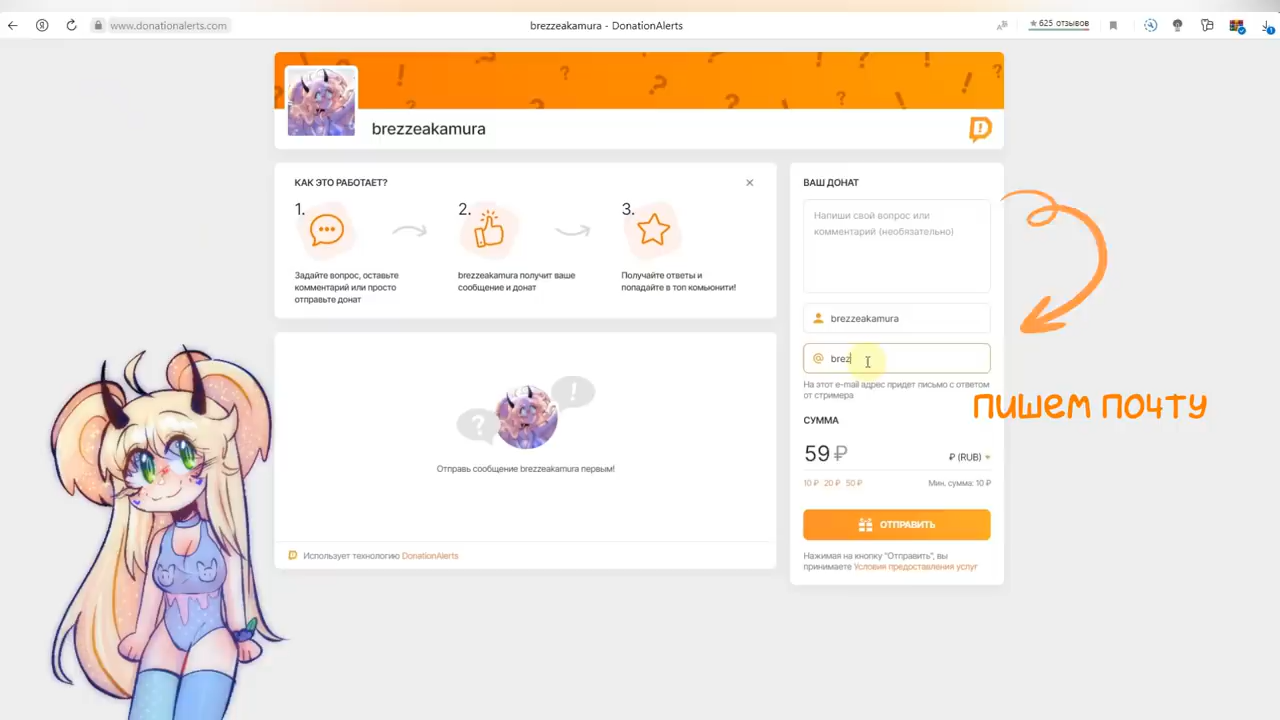 www.donationalerts.com
brezzeakamura - DonationAlerts
★ 625 отзывов
brezzeakamura
КАК ЭТО РАБОТАЕТ?
1.
2.
3.
Задайте вопрос, оставьте
комментарий или просто
отправьте донат
brezzeakamura получит ваше
сообщение и донат
Получайте ответы и
попадайте в топ комьюнити!
Отправь сообщение brezzeakamura первым!
Использует технологию DonationAlerts
ВАШ ДОНАТ
Напиши свой вопрос или
комментарий (необязательно)
brezzeakamura
@ brez
На этот e-mail адрес придет письмо с ответом
от стримера
СУММА
59 ₽
₽ (RUB)
10 ₽ 20 ₽ 50 ₽
Мин. сумма: 10 ₽
ОТПРАВИТЬ
Нажимая на кнопку "Отправить", вы
принимаете Условия предоставления услуг
пишем почту